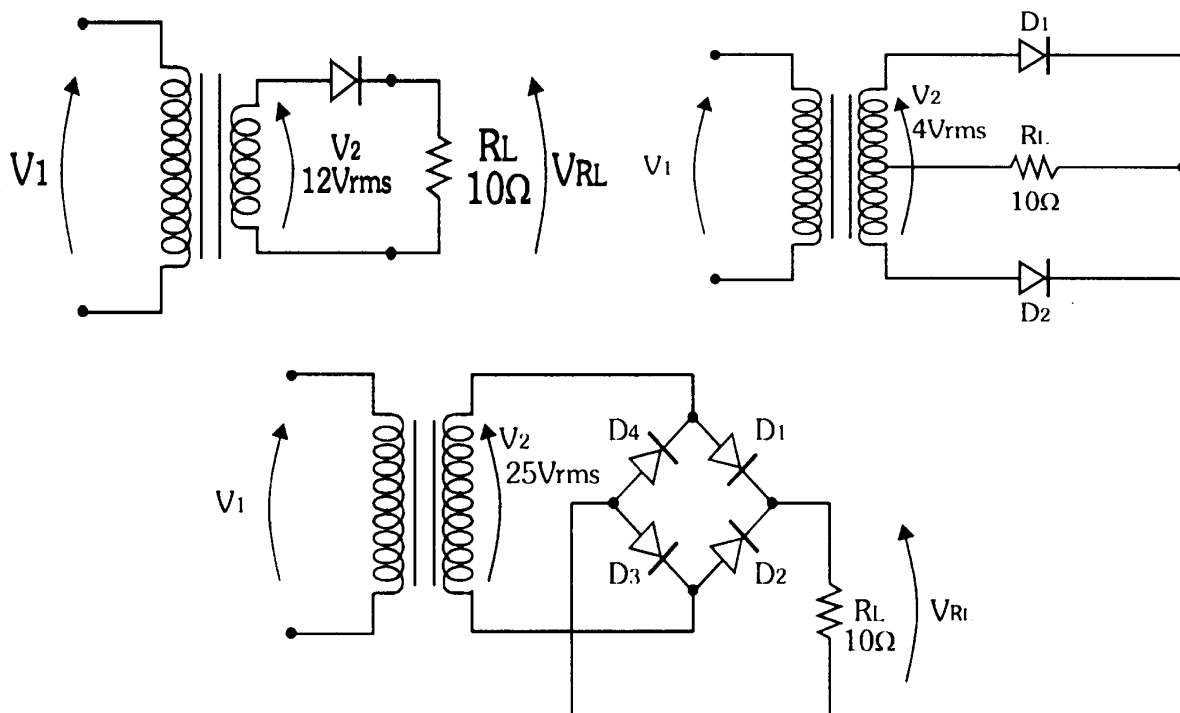 V1
V2
12Vrms
RL
10Ω
VRL
D1
V1
V2
4Vrms
RL
10Ω
D2
V1
V2
25Vrms
D4
D1
D3
D2
RL
10Ω
VRL